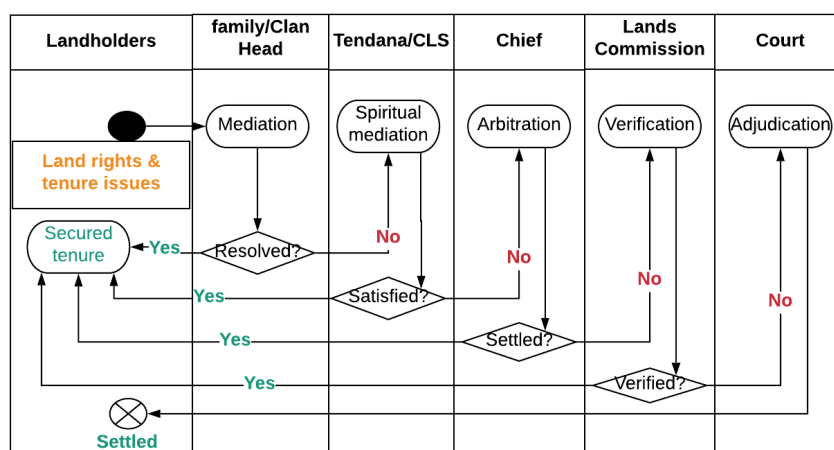 Landholders
family/Clan
Head
Tendana/CLS
Chief
Lands
Commission
Court
Mediation
Spiritual
mediation
Arbitration
Verification
Adjudication
Land rights &
tenure issues
Secured
tenure
Yes
Resolved?
No
Yes
Satisfied?
No
Yes
Settled?
No
Yes
Verified?
No
Settled